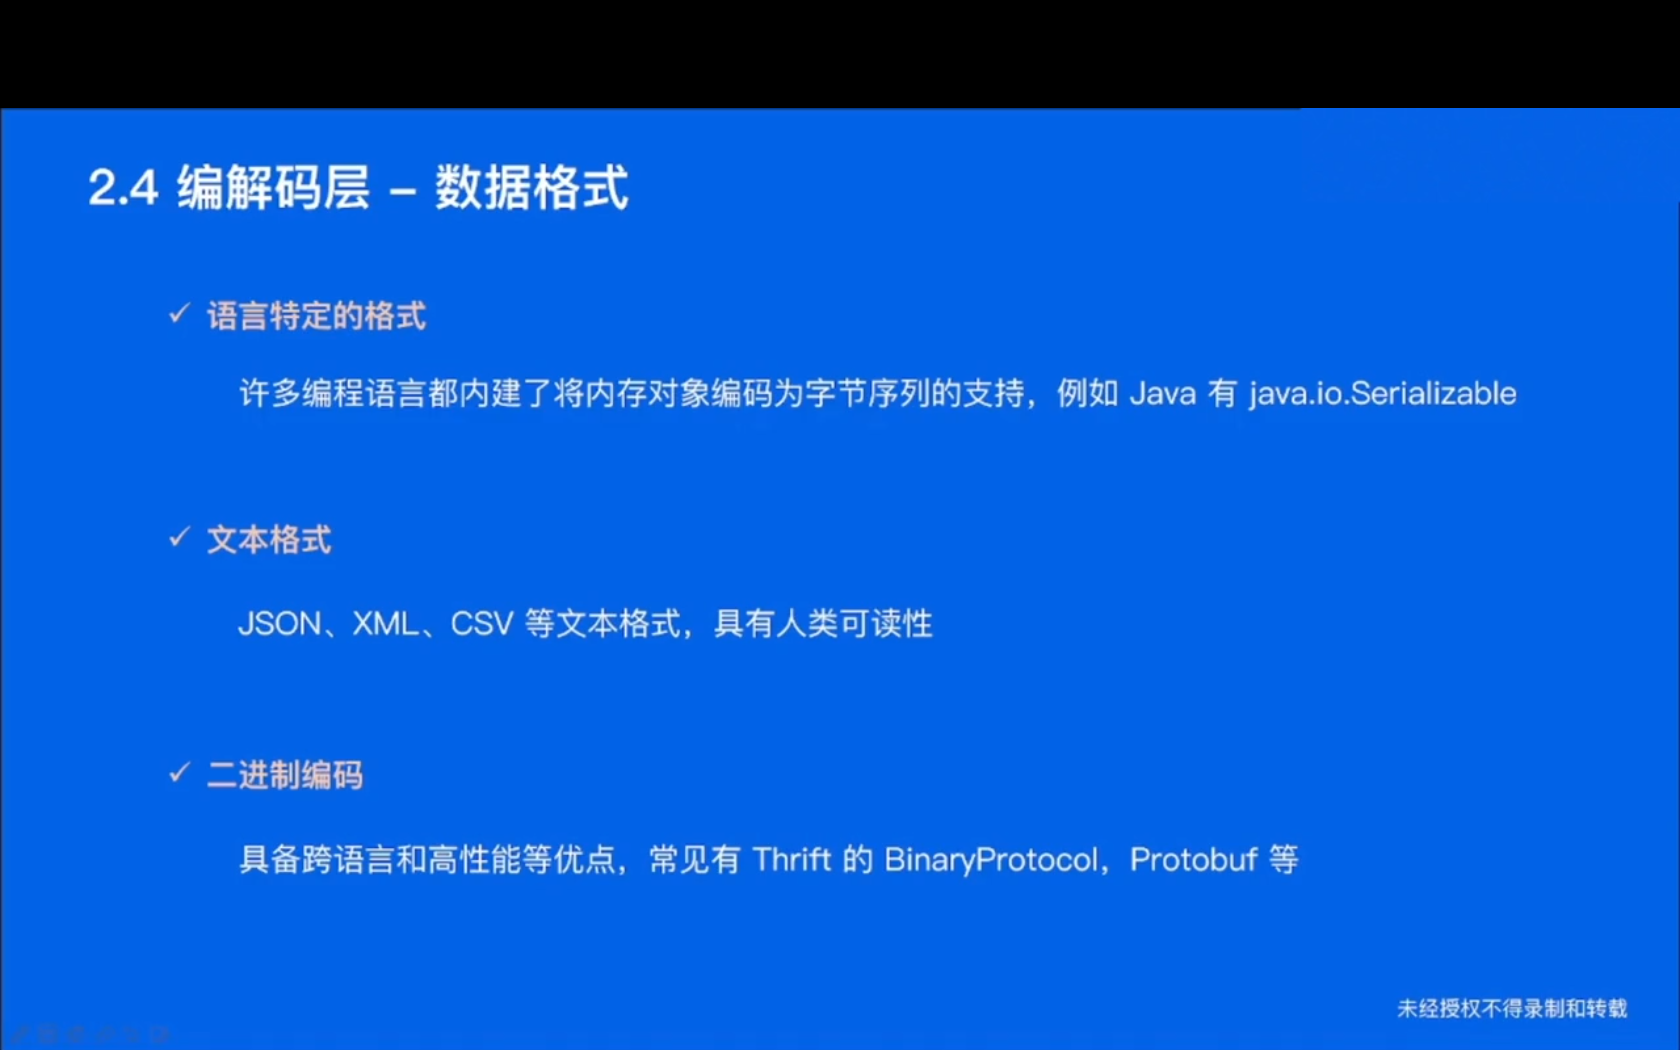 2.4 编解码层 – 数据格式
✓ 语言特定的格式
许多编程语言都内建了将内存对象编码为字节序列的支持，例如 Java 有 java.io.Serializable
✓ 文本格式
JSON、XML、CSV 等文本格式，具有人类可读性
✓ 二进制编码
具备跨语言和高性能等优点，常见有 Thrift 的 BinaryProtocol，Protobuf 等
未经授权不得录制和转载